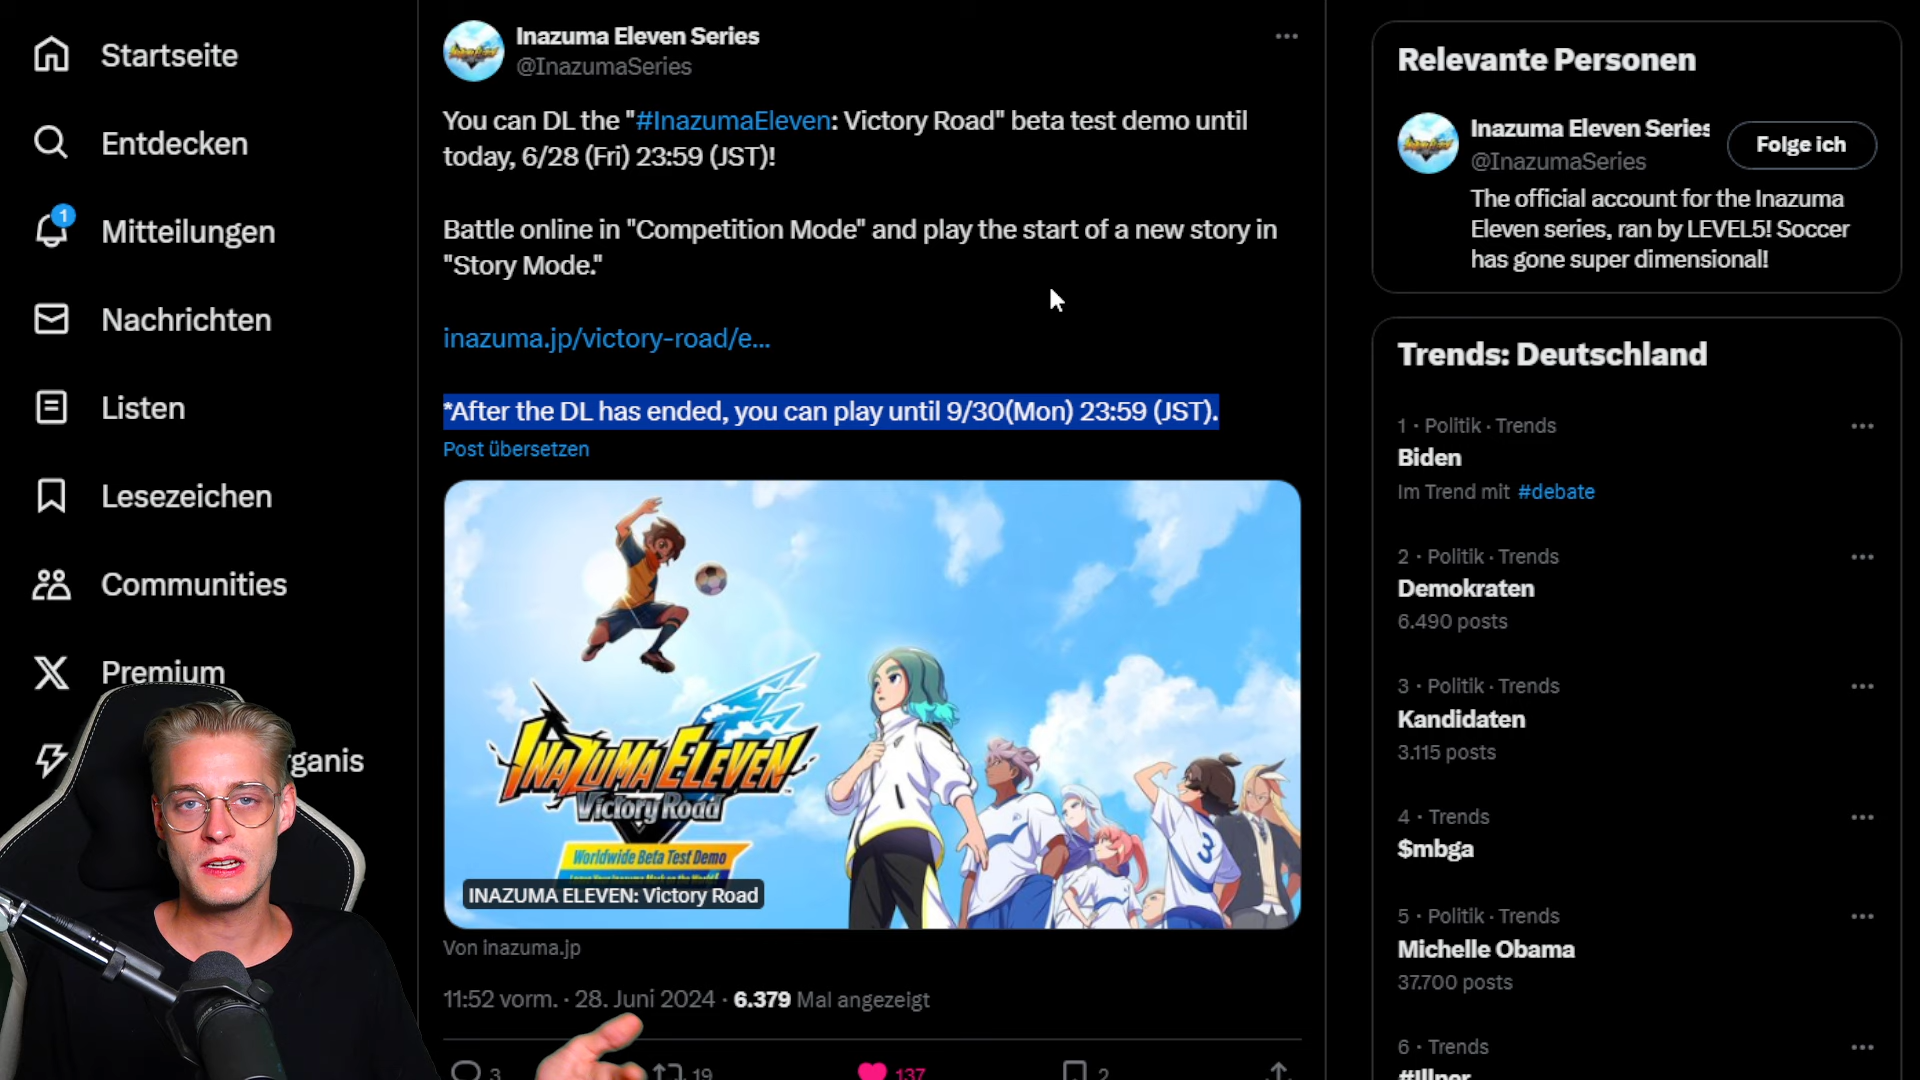 Startseite
Entdecken
1
Mitteilungen
Nachrichten
Listen
Lesezeichen
Communities
Premium
rganis
Inazuma Eleven Series
@InazumaSeries
You can DL the "#InazumaEleven: Victory Road" beta test demo until
today, 6/28 (Fri) 23:59 (JST)!
Battle online in "Competition Mode" and play the start of a new story in
"Story Mode."
inazuma.jp/victory-road/e...
*After the DL has ended, you can play until 9/30(Mon) 23:59 (JST).
Post übersetzen
INAZUMA ELEVEN
Victory Road
Worldwide Beta Test Demo
3
INAZUMA ELEVEN: Victory Road
Von inazuma.jp
11:52 vorm. · 28. Juni 2024 · 6.379 Mal angezeigt
3 19 137 2
Relevante Personen
Inazuma Eleven Series
@InazumaSeries
Folge ich
The official account for the Inazuma
Eleven series, ran by LEVEL5! Soccer
has gone super dimensional!
Trends: Deutschland
1 · Politik · Trends
Biden
Im Trend mit #debate
2 · Politik · Trends
Demokraten
6.490 posts
3 · Politik · Trends
Kandidaten
3.115 posts
4 · Trends
$mbga
5 · Politik · Trends
Michelle Obama
37.700 posts
6 · Trends
#Illner